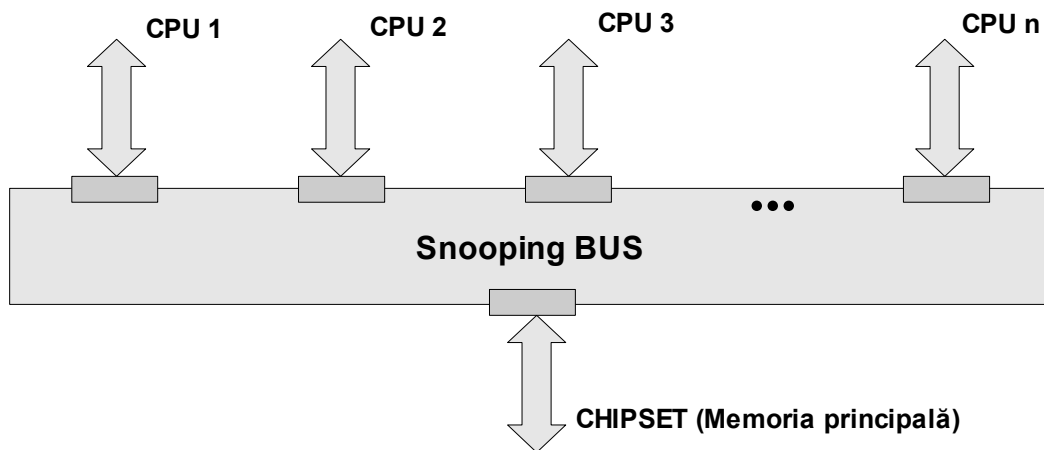 CPU 1
CPU 2
CPU 3
CPU n
•••
Snooping BUS
CHIPSET (Memoria principală)